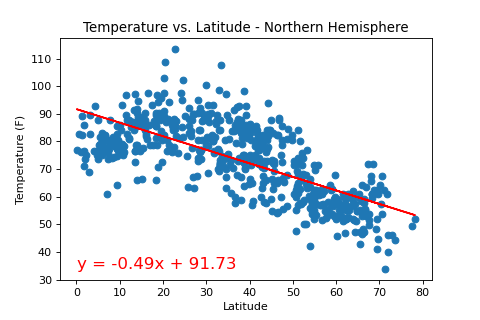 Temperature vs. Latitude - Northern Hemisphere
Temperature (F)
110
100
90
80
70
60
50
40
30
y = -0.49x + 91.73
0 10 20 30 40 50 60 70 80
Latitude